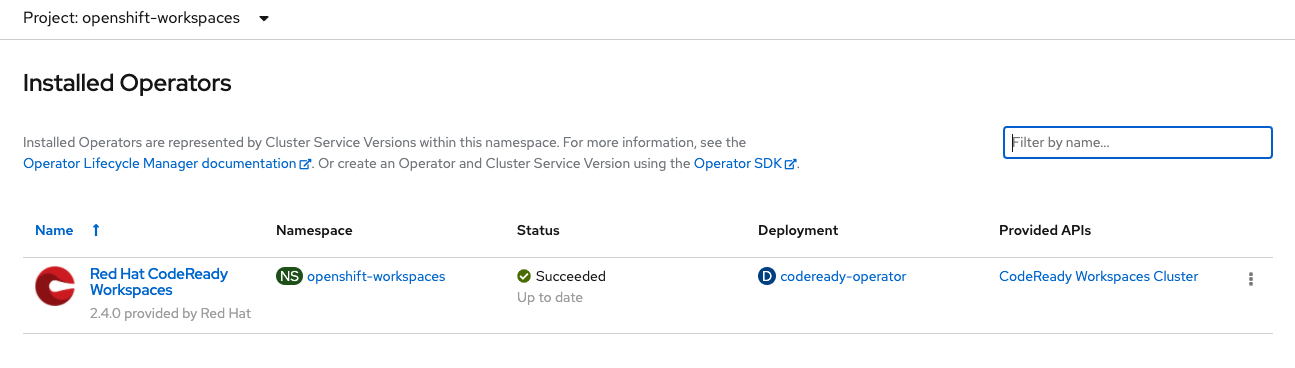 Project: openshift-workspaces
Installed Operators
Installed Operators are represented by Cluster Service Versions within this namespace. For more information, see the
Operator Lifecycle Manager documentation. Or create an Operator and Cluster Service Version using the Operator SDK.
Filter by name...
Name Namespace Status Deployment Provided APIs
Red Hat CodeReady
Workspaces
2.4.0 provided by Red Hat
NS openshift-workspaces
Succeeded
Up to date
D codeready-operator
CodeReady Workspaces Cluster